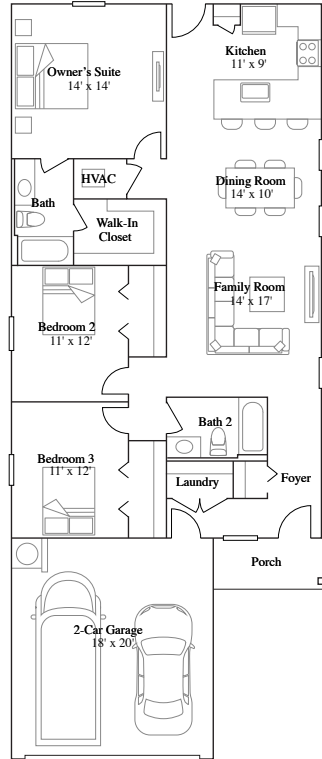 Kitchen
11' x 9'
Owner's Suite
14' x 14'
HVAC
Dining Room
14' x 10'
Bath
Walk-In
Closet
Family Room
14' x 17'
Bedroom 2
11' x 12'
Bath 2
Bedroom 3
11' x 12'
Laundry
Foyer
Porch
2-Car Garage
18' x 20'